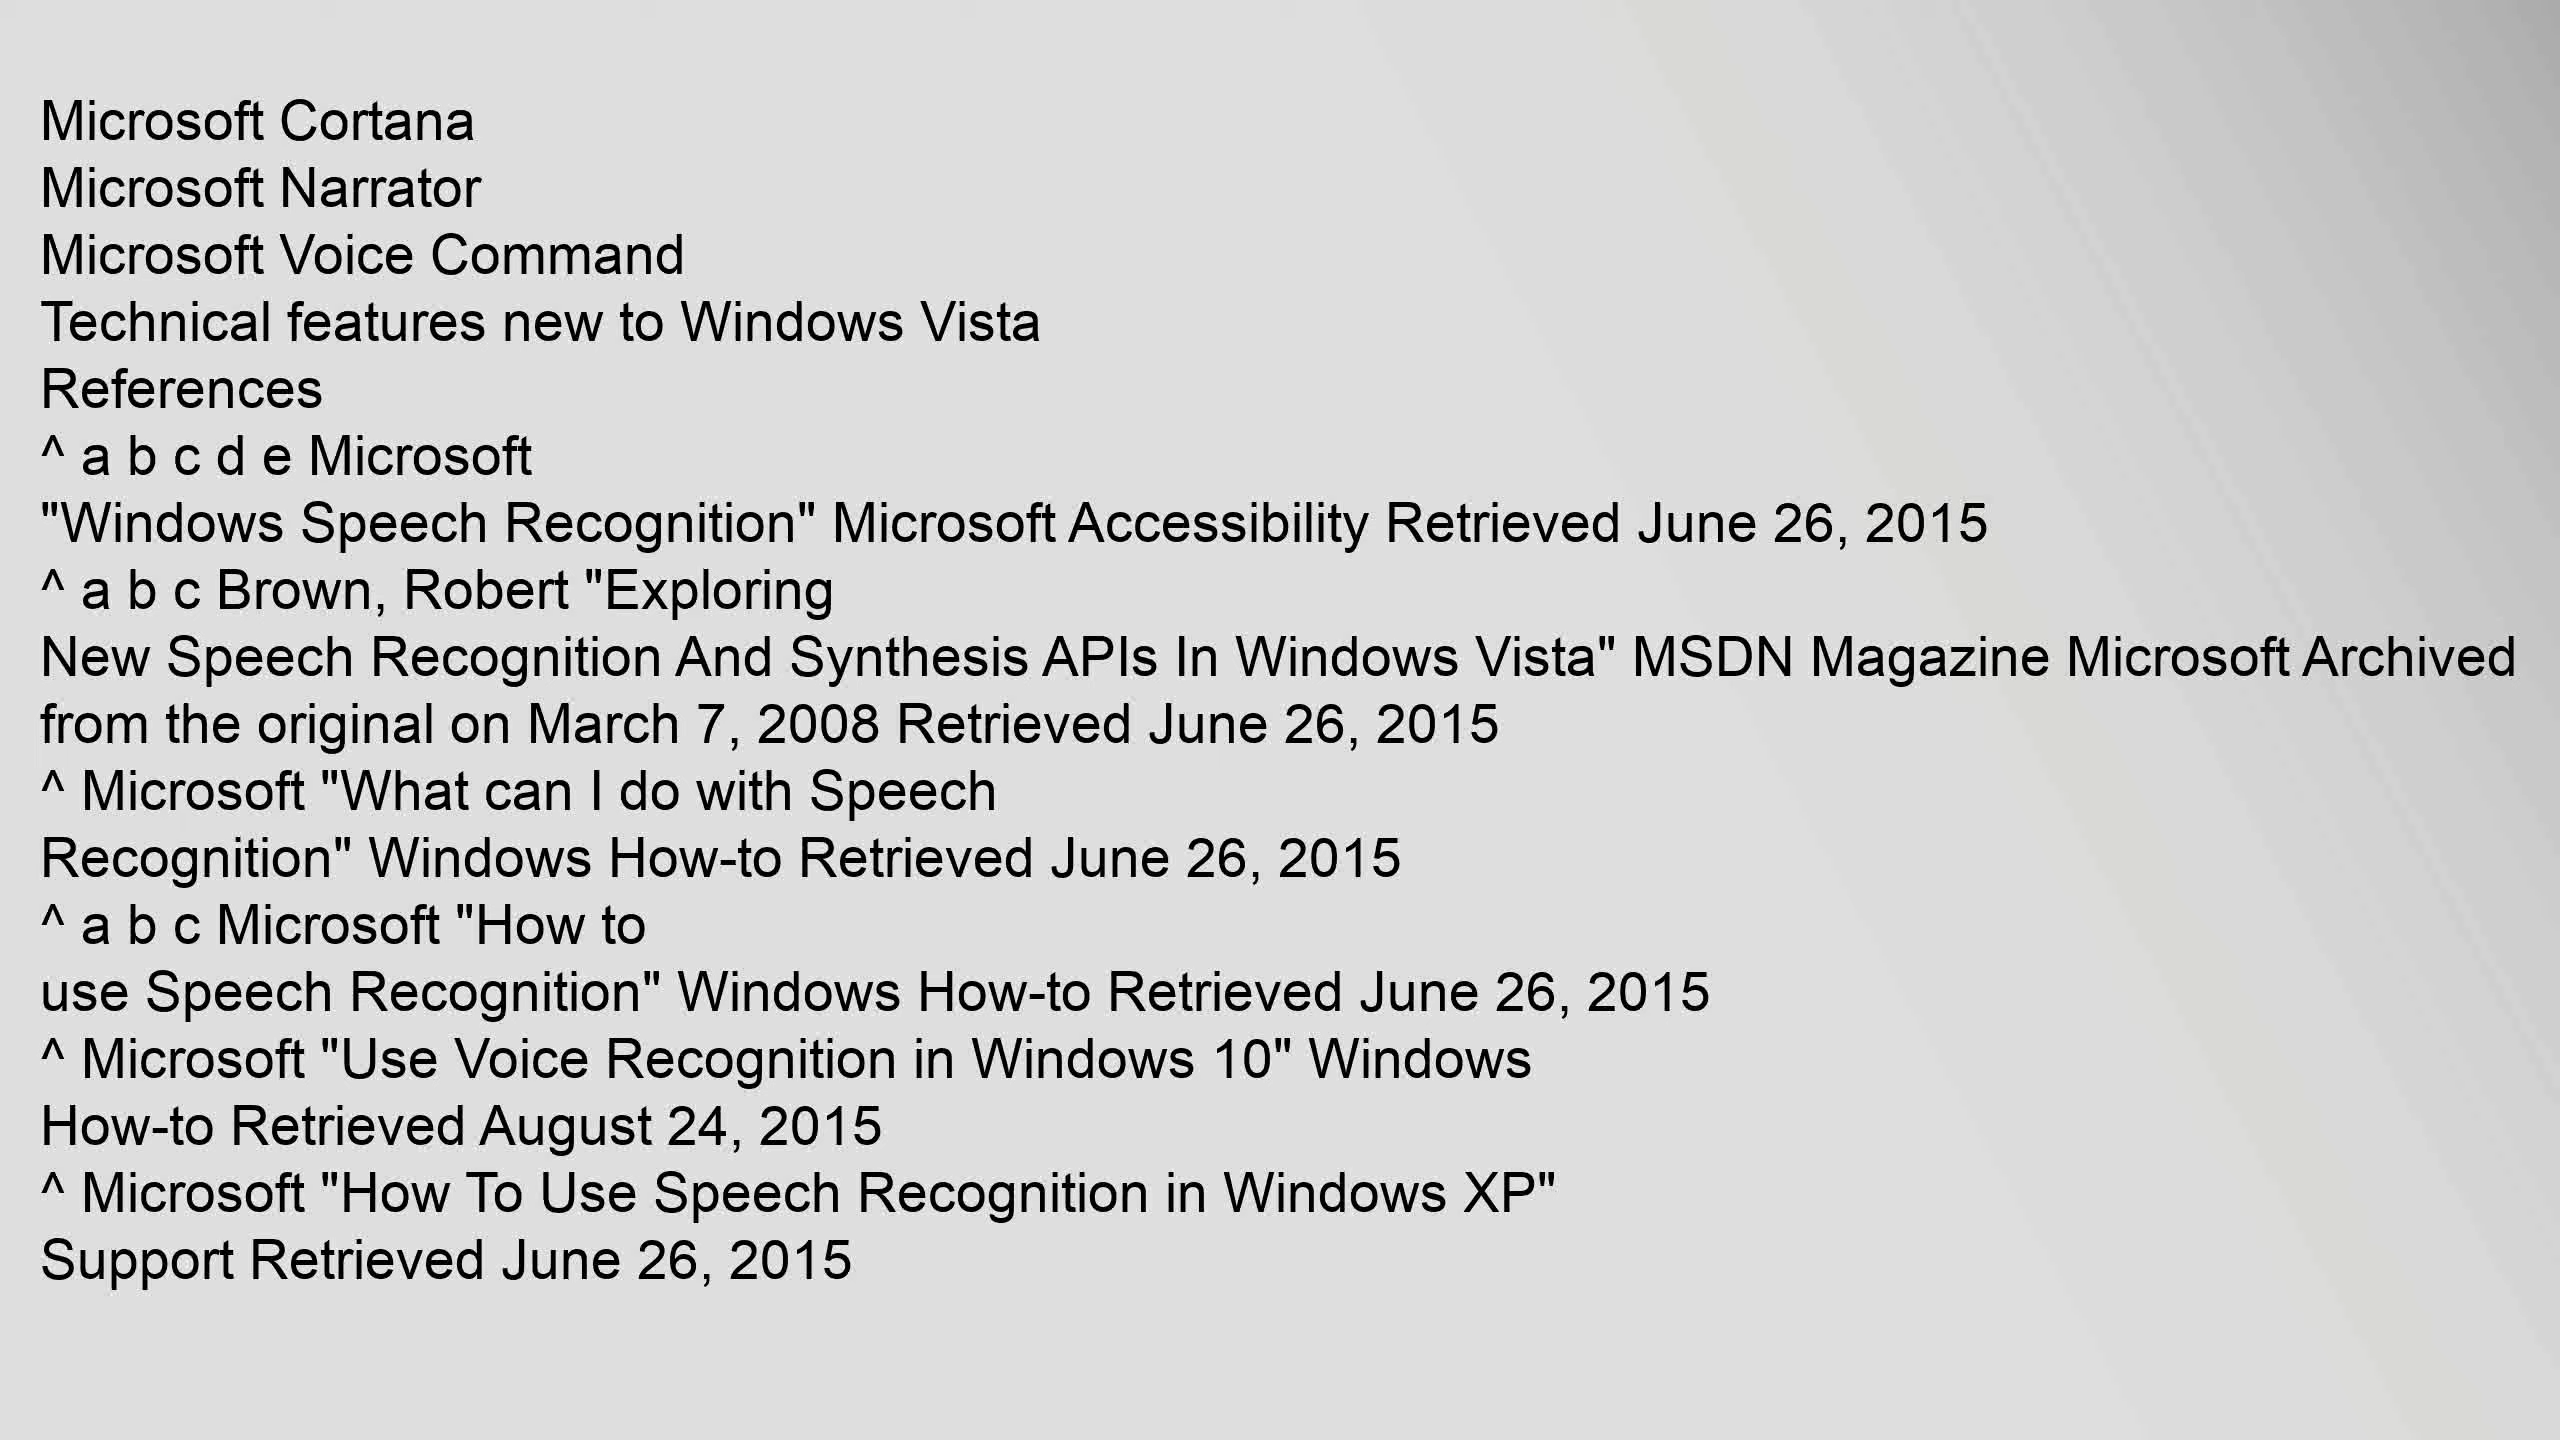 Microsoft Cortana
Microsoft Narrator
Microsoft Voice Command
Technical features new to Windows Vista
References
^ a b c d e Microsoft
"Windows Speech Recognition" Microsoft Accessibility Retrieved June 26, 2015
^ a b c Brown, Robert "Exploring
New Speech Recognition And Synthesis APIs In Windows Vista" MSDN Magazine Microsoft Archived
from the original on March 7, 2008 Retrieved June 26, 2015
^ Microsoft "What can I do with Speech
Recognition" Windows How-to Retrieved June 26, 2015
^ a b c Microsoft "How to
use Speech Recognition" Windows How-to Retrieved June 26, 2015
^ Microsoft "Use Voice Recognition in Windows 10" Windows
How-to Retrieved August 24, 2015
^ Microsoft "How To Use Speech Recognition in Windows XP"
Support Retrieved June 26, 2015